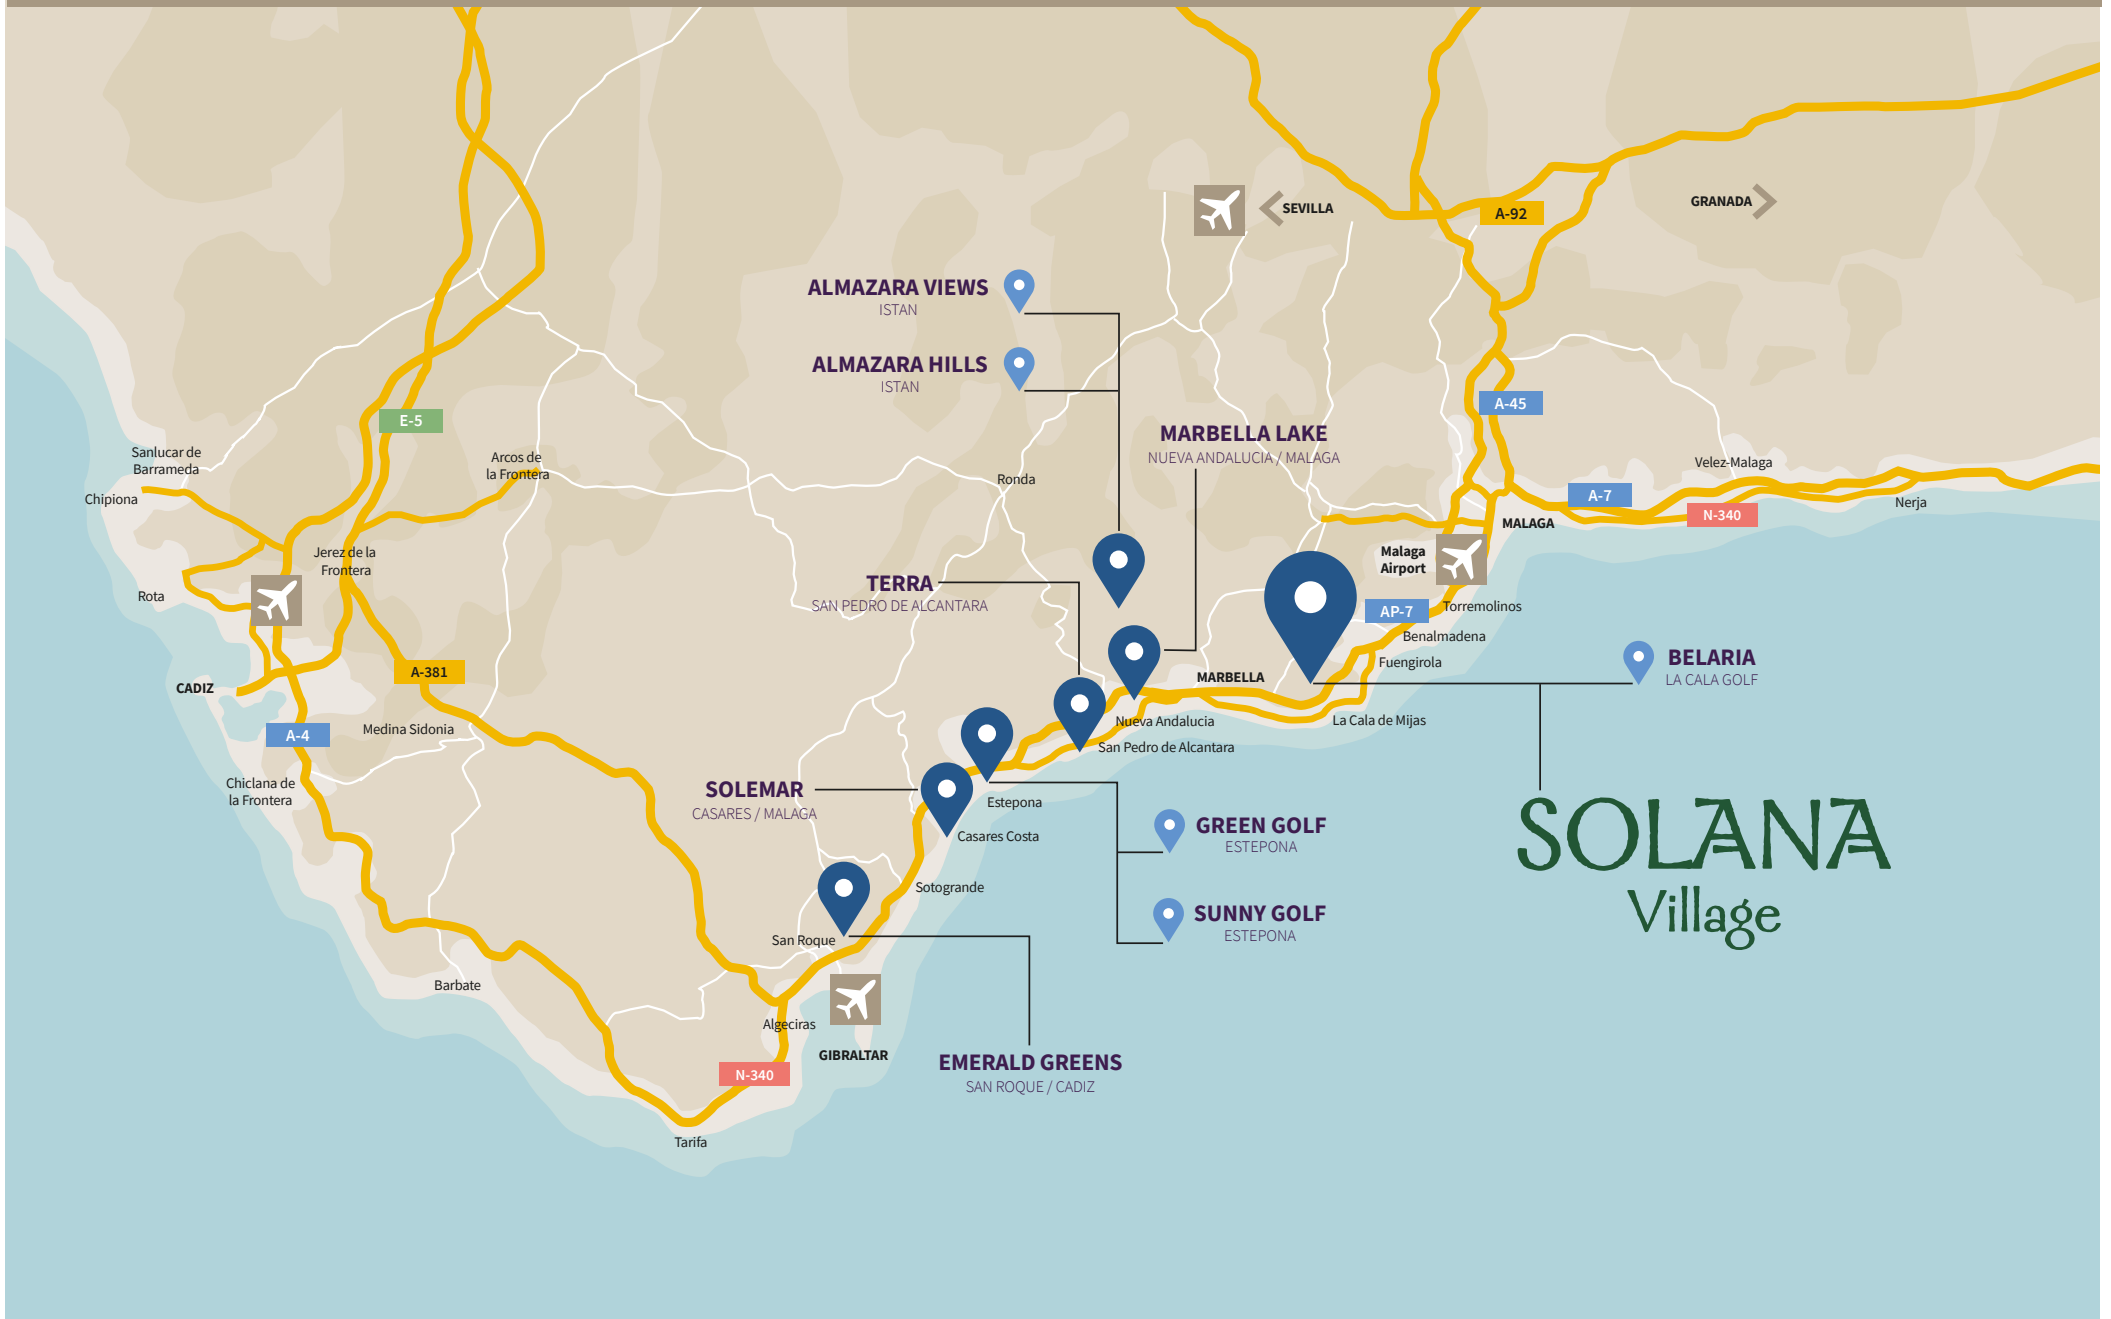 SEVILLA
GRANADA
A-92
ALMAZARA VIEWS
ISTAN
ALMAZARA HILLS
ISTAN
A-45
E-5
MARBELLA LAKE
NUEVA ANDALUCIA / MALAGA
Sanlucar de
Barrameda
Arcos de
la Frontera
Ronda
Velez-Malaga
Chipiona
A-7
Nerja
N-340
MALAGA
Jerez de la
Frontera
Malaga
Airport
TERRA
SAN PEDRO DE ALCANTARA
Rota
AP-7
Torremolinos
Benalmadena
Fuengirola
BELARIA
LA CALA GOLF
A-381
MARBELLA
CADIZ
Nueva Andalucia
La Cala de Mijas
Medina Sidonia
A-4
San Pedro de Alcantara
Chiclana de
la Frontera
SOLEMAR
CASARES / MALAGA
Estepona
Casares Costa
GREEN GOLF
ESTEPONA
SOLANA
Village
Sotogrande
SUNNY GOLF
ESTEPONA
San Roque
Barbate
Algeciras
GIBRALTAR
EMERALD GREENS
SAN ROQUE / CADIZ
N-340
Tarifa